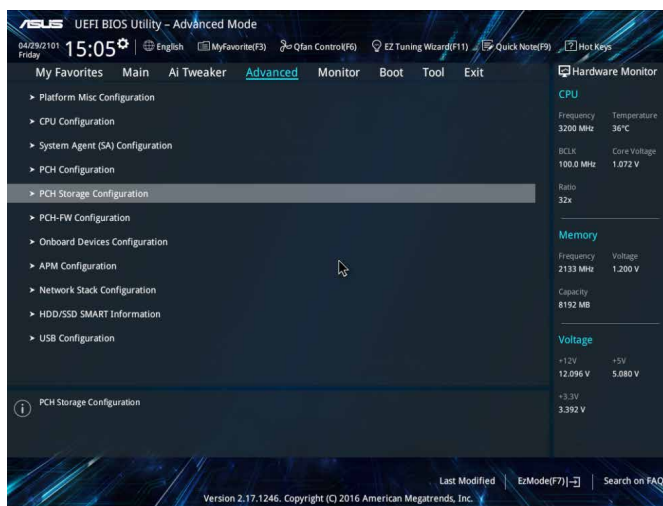 ASUS UEFI BIOS Utility – Advanced Mode
04/29/2101
Friday
15:05
English MyFavorite(F3) Qfan Control(F6) EZ Tuning Wizard(F11) Quick Note(F9) ? Hot Keys
My Favorites Main Ai Tweaker Advanced Monitor Boot Tool Exit
> Platform Misc Configuration
> CPU Configuration
> System Agent (SA) Configuration
> PCH Configuration
> PCH Storage Configuration
> PCH-FW Configuration
> Onboard Devices Configuration
> APM Configuration
> Network Stack Configuration
> HDD/SSD SMART Information
> USB Configuration
i PCH Storage Configuration
Hardware Monitor
CPU
Frequency Temperature
3200 MHz 36°C
BCLK Core Voltage
100.0 MHz 1.072 V
Ratio
32x
Memory
Frequency Voltage
2133 MHz 1.200 V
Capacity
8192 MB
Voltage
+12V +5V
12.096 V 5.080 V
+3.3V
3.392 V
Last Modified EzMode(F7) Search on FAQ
Version 2.17.1246. Copyright (C) 2016 American Megatrends, Inc.